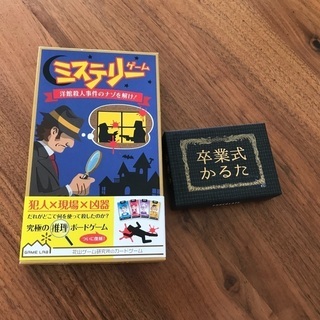 ミステリーゲーム
洋館殺人事件のナゾを解け!
犯人×現場×凶器
だれがどこで何を使って殺したのか?
究極の推理ボードゲーム
GAME LAB
卒業式
かるた